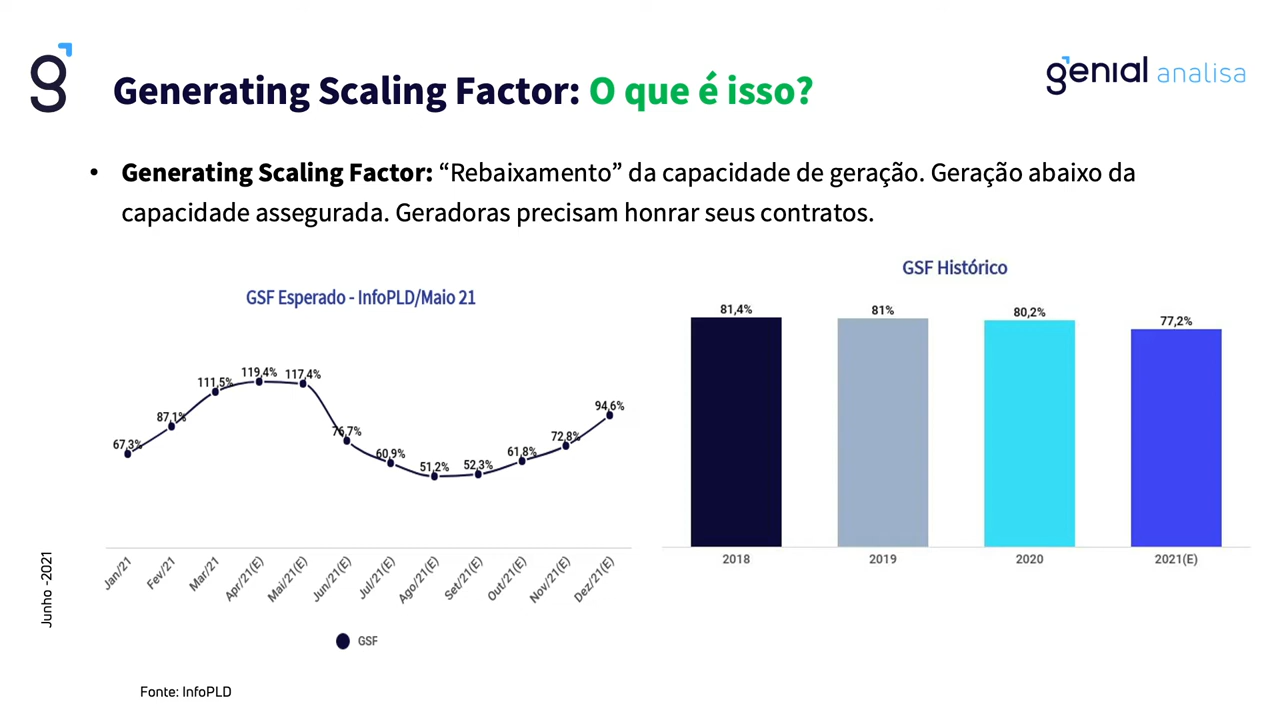 g
Generating Scaling Factor: O que é isso?
genial analisa
• Generating Scaling Factor: “Rebaixamento” da capacidade de geração. Geração abaixo da
capacidade assegurada. Geradoras precisam honrar seus contratos.
GSF Esperado - InfoPLD/Maio 21
67,3%
87,1%
111,5%
119,4%
117,4%
76,7%
60,9%
51,2%
52,3%
61,8%
72,8%
94,6%
Jan/21
Fev/21
Mar/21
Apr/21(E)
Mai/21(E)
Jun/21(E)
Jul/21(E)
Ago/21(E)
Set/21(E)
Out/21(E)
Nov/21(E)
Dez/21(E)
GSF
GSF Histórico
81,4%
81%
80,2%
77,2%
2018
2019
2020
2021(E)
Junho -2021
Fonte: InfoPLD